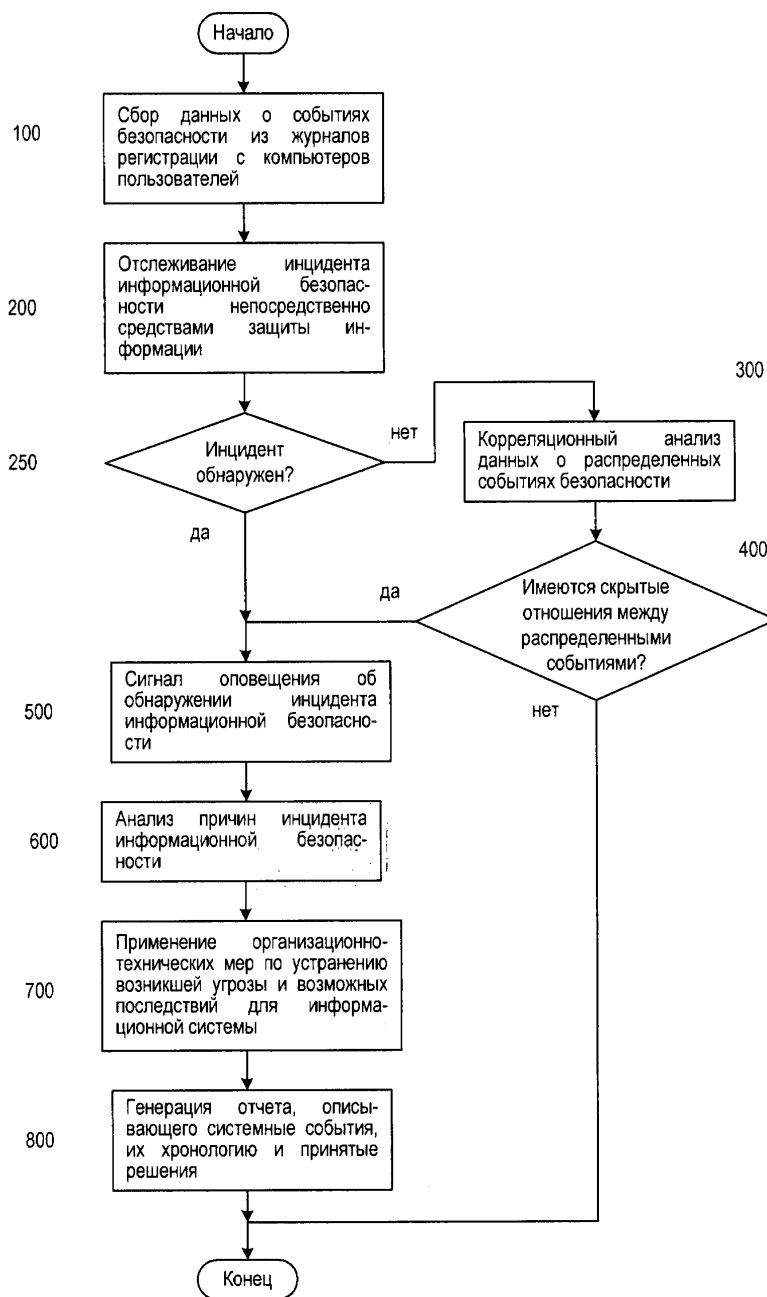 Начало
100
Сбор данных о событиях
безопасности из журналов
регистрации с компьютеров
пользователей
200
Отслеживание инцидента
информационной безопас-
ности непосредственно
средствами защиты ин-
формации
250
Инцидент
обнаружен?
нет
да
300
Корреляционный анализ
данных о распределенных
событиях безопасности
400
Имеются скрытые
отношения между
распределенными
событиями?
да
нет
500
Сигнал оповещения об
обнаружении инцидента
информационной безопасно-
сти
600
Анализ причин инцидента
информационной безопас-
ности
700
Применение организационно-
технических мер по устранению
возникшей угрозы и возможных
последствий для информа-
ционной системы
800
Генерация отчета, описы-
вающего системные события,
их хронологию и принятые
решения
Конец